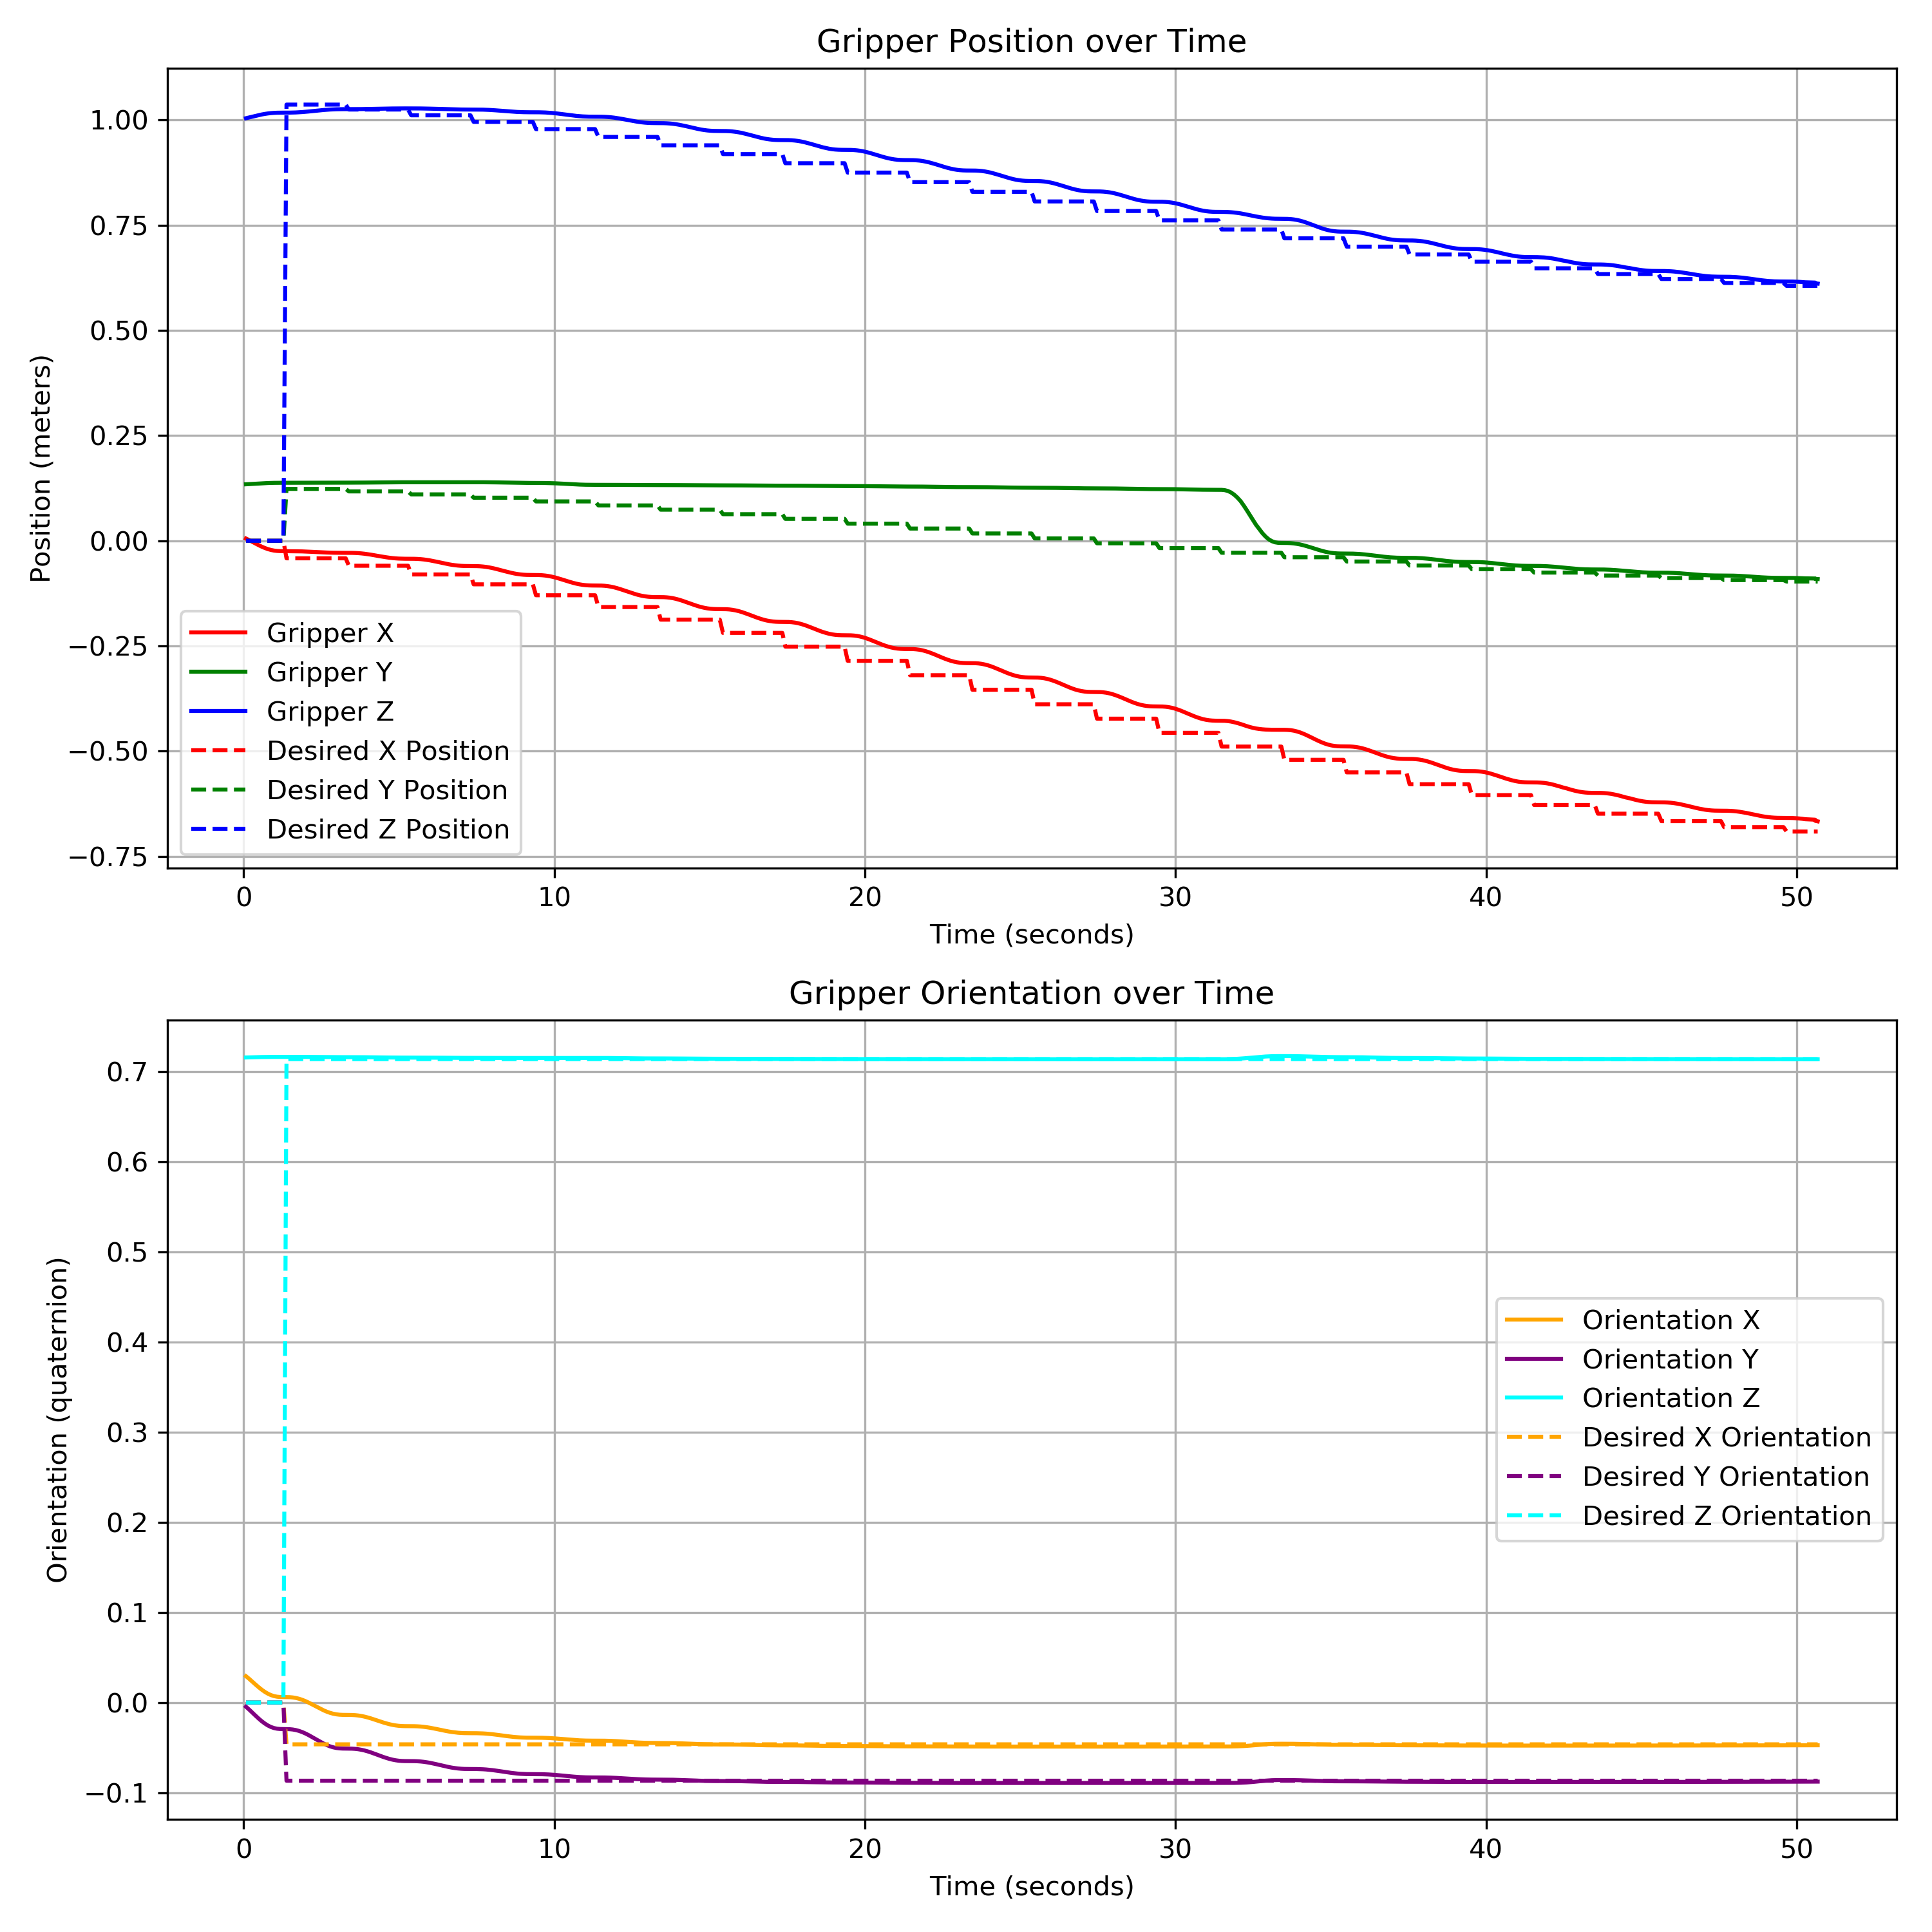 Gripper Position over Time
Position (meters)
1.00
0.75
0.50
0.25
0.00
−0.25
−0.50
−0.75
Gripper X
Gripper Y
Gripper Z
Desired X Position
Desired Y Position
Desired Z Position
0 10 20 30 40 50
Time (seconds)
Gripper Orientation over Time
Orientation (quaternion)
0.7
0.6
0.5
0.4
0.3
0.2
0.1
0.0
−0.1
Orientation X
Orientation Y
Orientation Z
Desired X Orientation
Desired Y Orientation
Desired Z Orientation
0 10 20 30 40 50
Time (seconds)